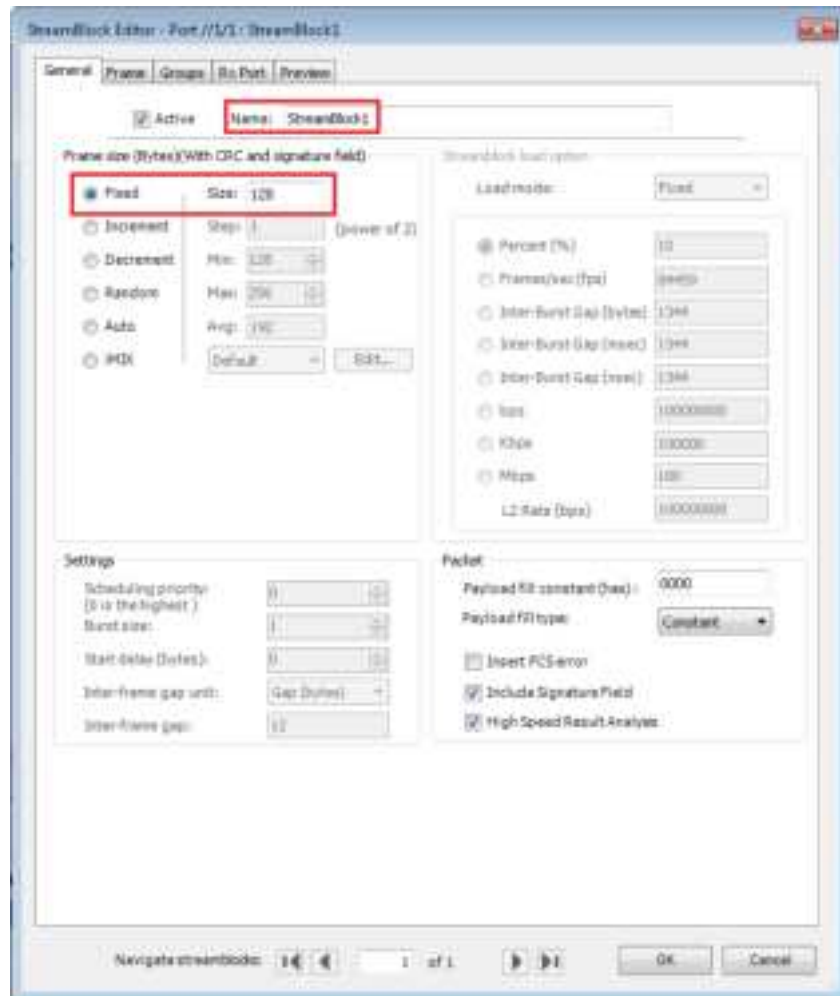 StreamBlock Editor - Port //1/1 : StreamBlock1
General Frame Groups Rx Port Preview
Active Name: StreamBlock1
Frame size (Bytes)(With CRC and signature field)
Fixed Size: 128
Increment Step: 1 (power of 2)
Decrement Min: 128
Random Max: 256
Auto Avg: 192
iMIX Default Edit...
Streamblock load option
Load mode: Fixed
Percent (%) 10
Frames/sec (fps)
Inter-Burst Gap (bytes) 1344
Inter-Burst Gap (msec) 1344
Inter-Burst Gap (nsec) 1344
bps 100000000
Kbps 100000
Mbps 100
L2 Rate (bps)
Settings
Scheduling priority: 0
(0 is the highest )
Burst size: 1
Start delay (bytes): 0
Inter-frame gap unit: Gap (bytes)
Inter-frame gap: 12
Packet
Payload fill constant (hex) : 0000
Payload fill type: Constant
Insert FCS error
Include Signature Field
High Speed Result Analysis
Navigate streamblocks: 1 of 1 OK Cancel